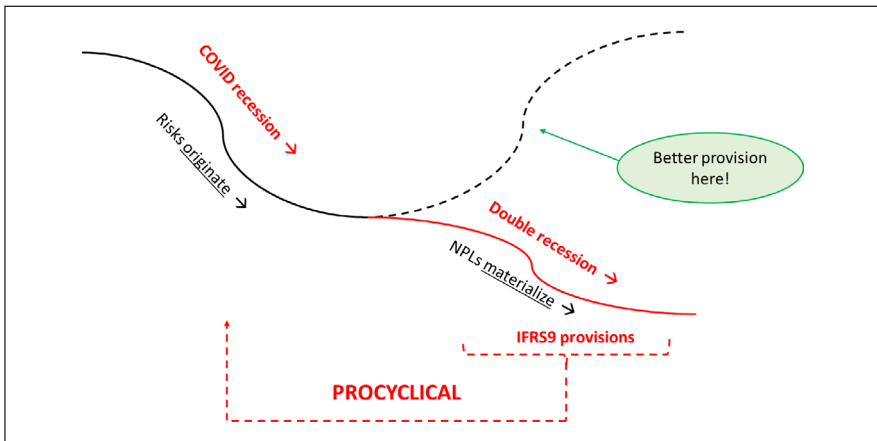 COVID recession →
Risks originate →
Better provision
here!
Double recession →
NPLs materialize →
IFRS9 provisions
PROCYCLICAL